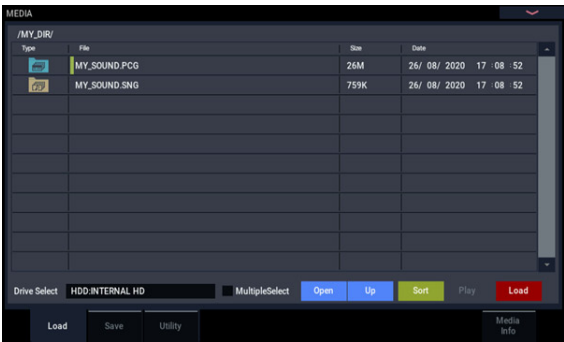 MEDIA
/MY_DIR/
Type File Size Date
MY_SOUND.PCG 26M 26/ 08/ 2020 17 :08 :52
MY_SOUND.SNG 759K 26/ 08/ 2020 17 :08 :52
Drive Select HDD:INTERNAL HD MultipleSelect Open Up Sort Play Load
Load Save Utility Media
Info